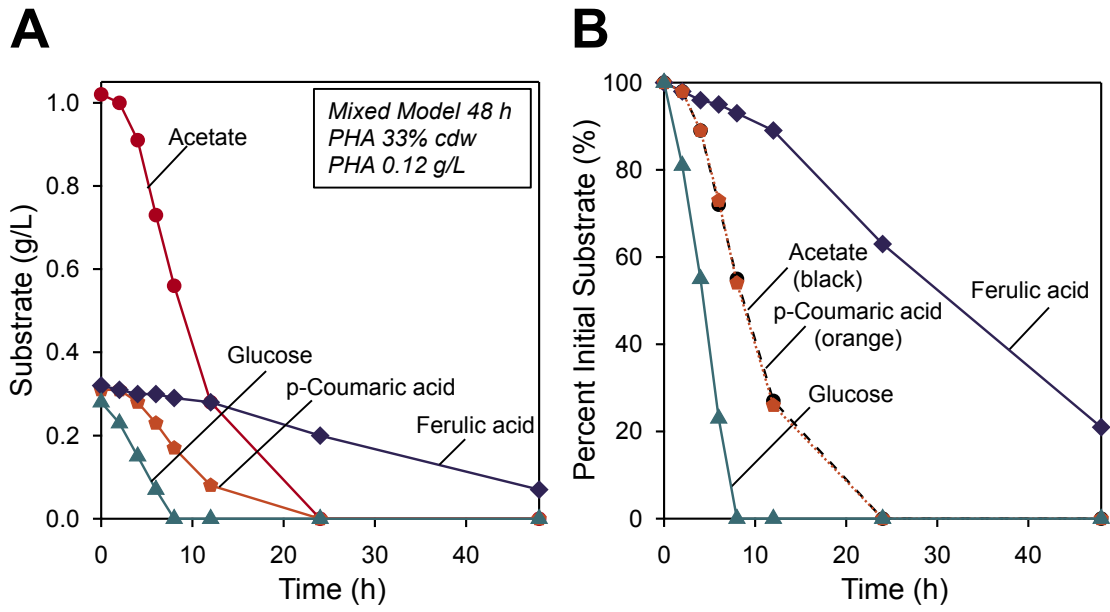 A
Substrate (g/L)
1.0
0.8
0.6
0.4
0.2
0.0
0
10
20
30
40
Time (h)
Mixed Model 48 h
PHA 33% cdw
PHA 0.12 g/L
Acetate
Glucose
p-Coumaric acid
Ferulic acid
B
Percent Initial Substrate (%)
100
80
60
40
20
0
0
10
20
30
40
Time (h)
Acetate
(black)
p-Coumaric acid
(orange)
Ferulic acid
Glucose